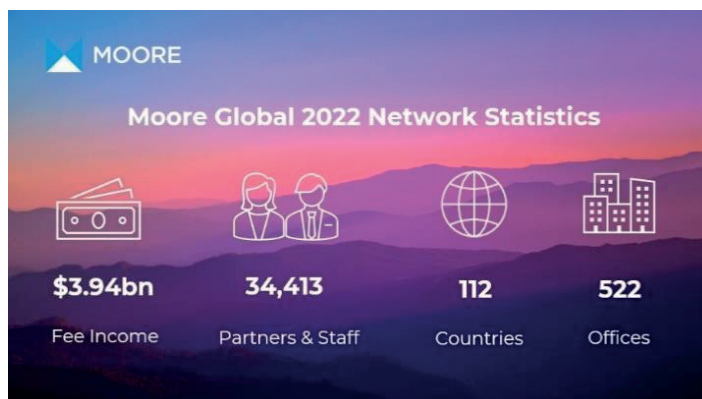 MOORE
Moore Global 2022 Network Statistics
$3.94bn
34,413
112
522
Fee Income
Partners & Staff
Countries
Offices